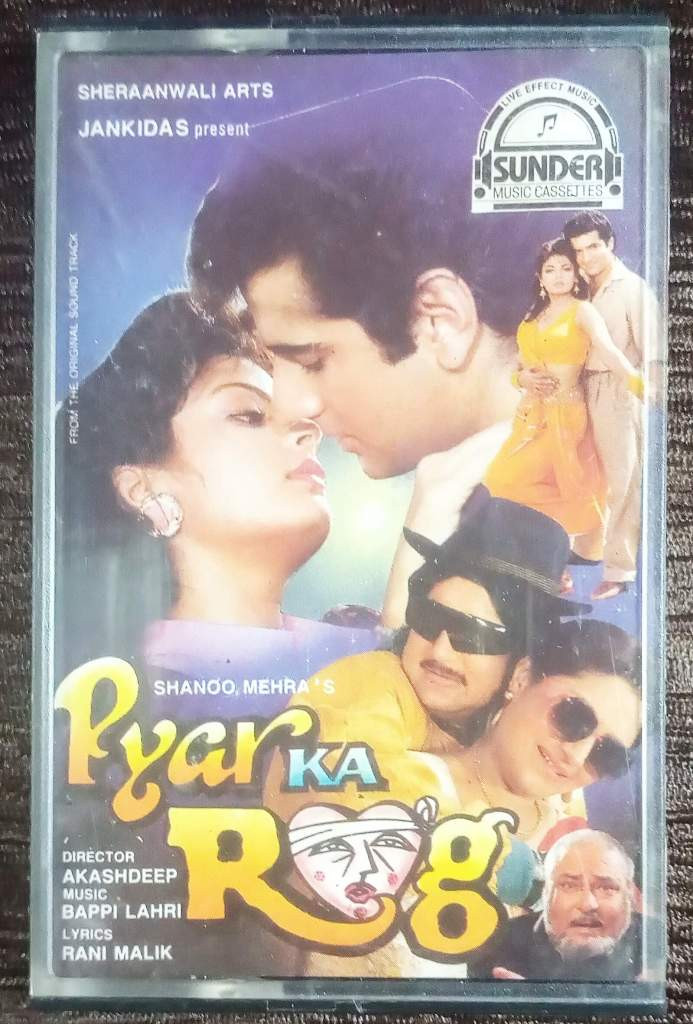 SHERAANWALI ARTS
JANKIDAS present
LIVE EFFECT MUSIC
SUNDER
MUSIC CASSETTES
FROM THE ORIGINAL SOUND TRACK
SHANOO, MEHRA'S
Pyar KA
Rog
DIRECTOR
AKASHDEEP
MUSIC
BAPPI LAHRI
LYRICS
RANI MALIK